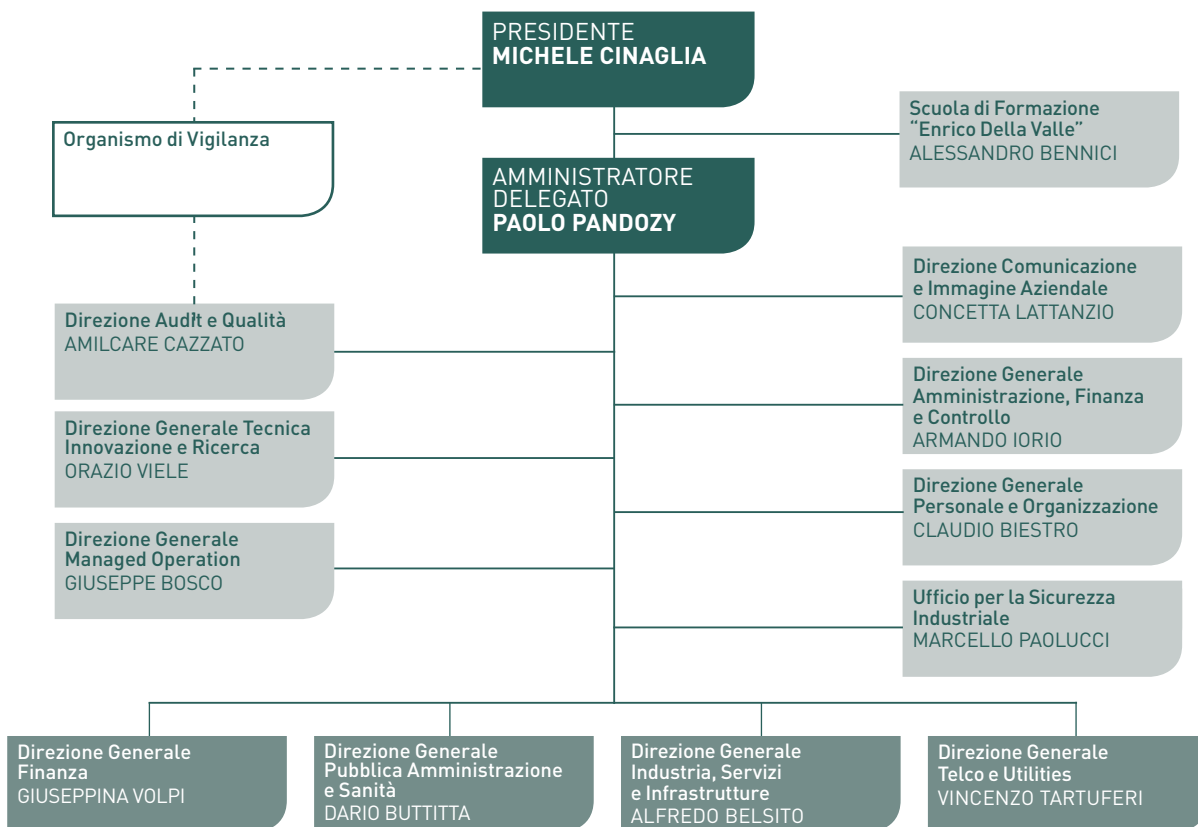 PRESIDENTE
MICHELE CINAGLIA
Organismo di Vigilanza
Scuola di Formazione
“Enrico Della Valle”
ALESSANDRO BENNICI
AMMINISTRATORE
DELEGATO
PAOLO PANDOZY
Direzione Comunicazione
e Immagine Aziendale
CONCETTA LATTANZIO
Direzione Audit e Qualità
AMILCARE CAZZATO
Direzione Generale
Amministrazione, Finanza
e Controllo
ARMANDO IORIO
Direzione Generale Tecnica
Innovazione e Ricerca
ORAZIO VIELE
Direzione Generale
Personale e Organizzazione
CLAUDIO BIESTRO
Direzione Generale
Managed Operation
GIUSEPPE BOSCO
Ufficio per la Sicurezza
Industriale
MARCELLO PAOLUCCI
Direzione Generale
Finanza
GIUSEPPINA VOLPI
Direzione Generale
Pubblica Amministrazione
e Sanità
DARIO BUTTITTA
Direzione Generale
Industria, Servizi
e Infrastrutture
ALFREDO BELSITO
Direzione Generale
Telco e Utilities
VINCENZO TARTUFERI